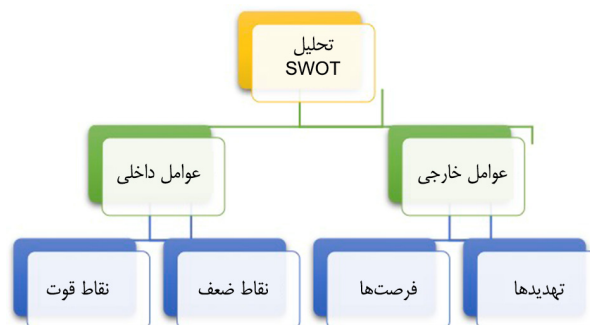 تحلیل
SWOT
عوامل خارجی
عوامل داخلی
تهدیدها
فرصت‌ها
نقاط ضعف
نقاط قوت